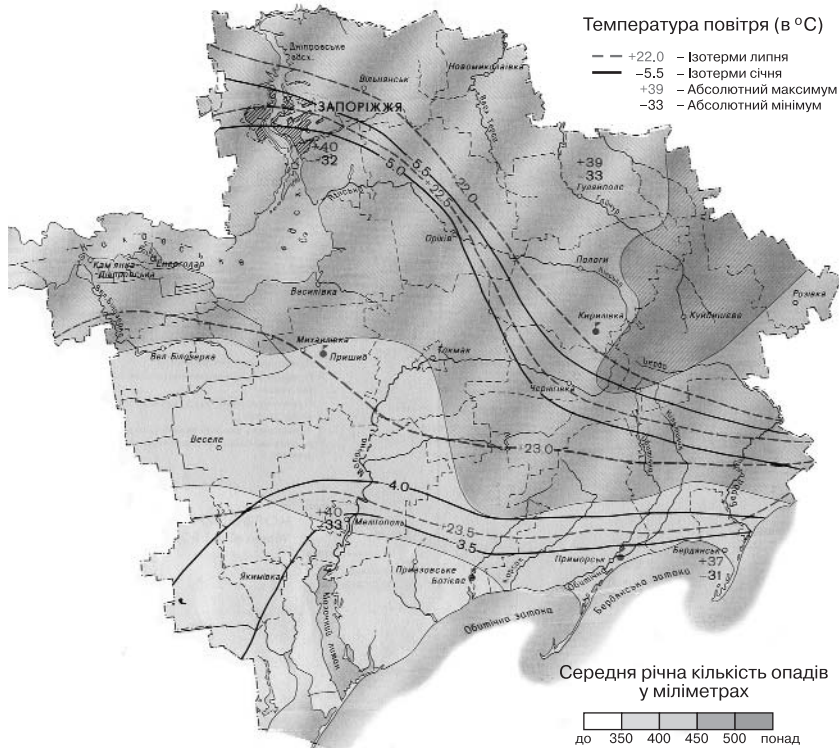 Температура повітря (в °С)
+22.0 – Ізотерми липня
–5.5 – Ізотерми січня
+39 – Абсолютний максимум
–33 – Абсолютний мінімум
Дніпровське
Вільнянськ
Новомиколаївка
ЗАПОРІЖЖЯ
+40
–32
5.0
5.5
+22.5
+22.0
+39
–33
Гуляйполе
Оріхів
Кам'янка-
Дніпровська
Енергодар
Василівка
Пологи
Розівка
Кирилівка
Куйбишеве
Михайлівка
Пришиб
Токмак
Вел. Білозерка
Чернігівка
Веселе
Молочна
+23.0
4.0
+40
–33
Мелітополь
+23.5
3.5
Якимівка
Приазовське
Ботієве
Приморськ
Бердянськ
+37
–31
Молочний лиман
Обитічна затока
Бердянська затока
Середня річна кількість опадів
у міліметрах
до 350 400 450 500 понад